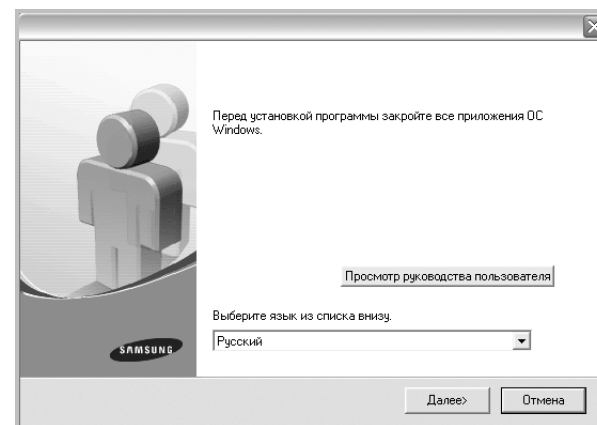 Перед установкой программы закройте все приложения ОС
Windows.
Просмотр руководства пользователя
Выберите язык из списка внизу.
Русский
SAMSUNG
Далее>
Отмена